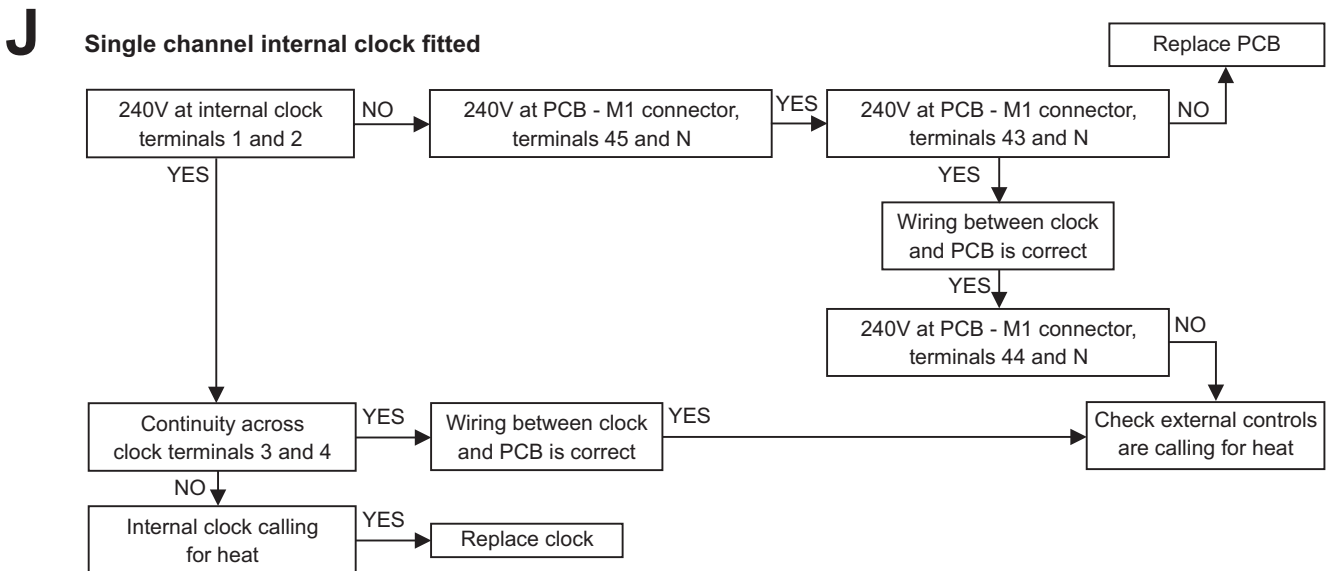 J
Single channel internal clock fitted
Replace PCB
240V at internal clock
terminals 1 and 2
NO
240V at PCB - M1 connector,
terminals 45 and N
YES
240V at PCB - M1 connector,
terminals 43 and N
NO
YES
YES
Wiring between clock
and PCB is correct
YES
240V at PCB - M1 connector,
terminals 44 and N
NO
Continuity across
clock terminals 3 and 4
YES
Wiring between clock
and PCB is correct
YES
Check external controls
are calling for heat
NO
Internal clock calling
for heat
YES
Replace clock